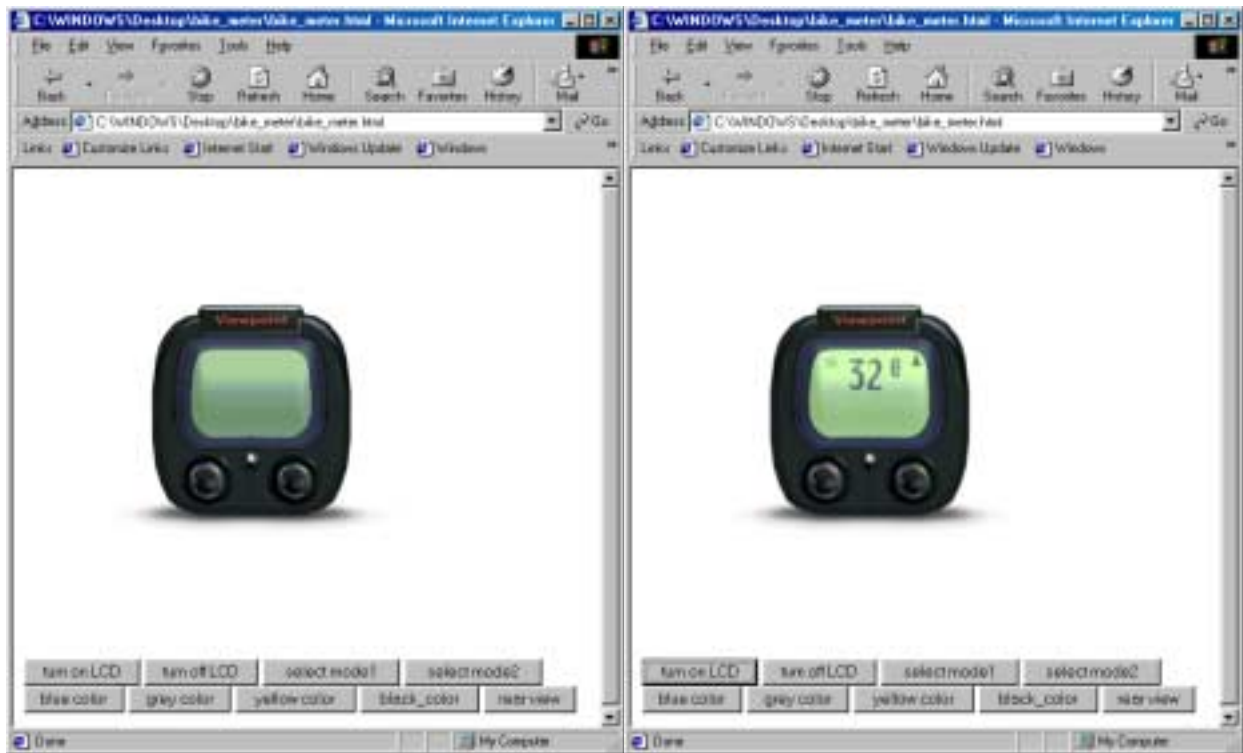 C:\WINDOWS\Desktop\bike_meter\bike_meter.html - Microsoft Internet Explorer
File Edit View Favorites Tools Help
Back Stop Refresh Home Search Favorites History Mail
Address C:\WINDOWS\Desktop\bike_meter\bike_meter.html Go
Links Customize Links Internet Start Windows Update Windows
Viewpoint
turn on LCD turn off LCD select mode1 select mode2
blue color grey color yellow color black_color rear view
Done My Computer
C:\WINDOWS\Desktop\bike_meter\bike_meter.html - Microsoft Internet Explorer
File Edit View Favorites Tools Help
Back Stop Refresh Home Search Favorites History Mail
Address C:\WINDOWS\Desktop\bike_meter\bike_meter.html Go
Links Customize Links Internet Start Windows Update Windows
Viewpoint
32
turn on LCD turn off LCD select mode1 select mode2
blue color grey color yellow color black_color rear view
Done My Computer